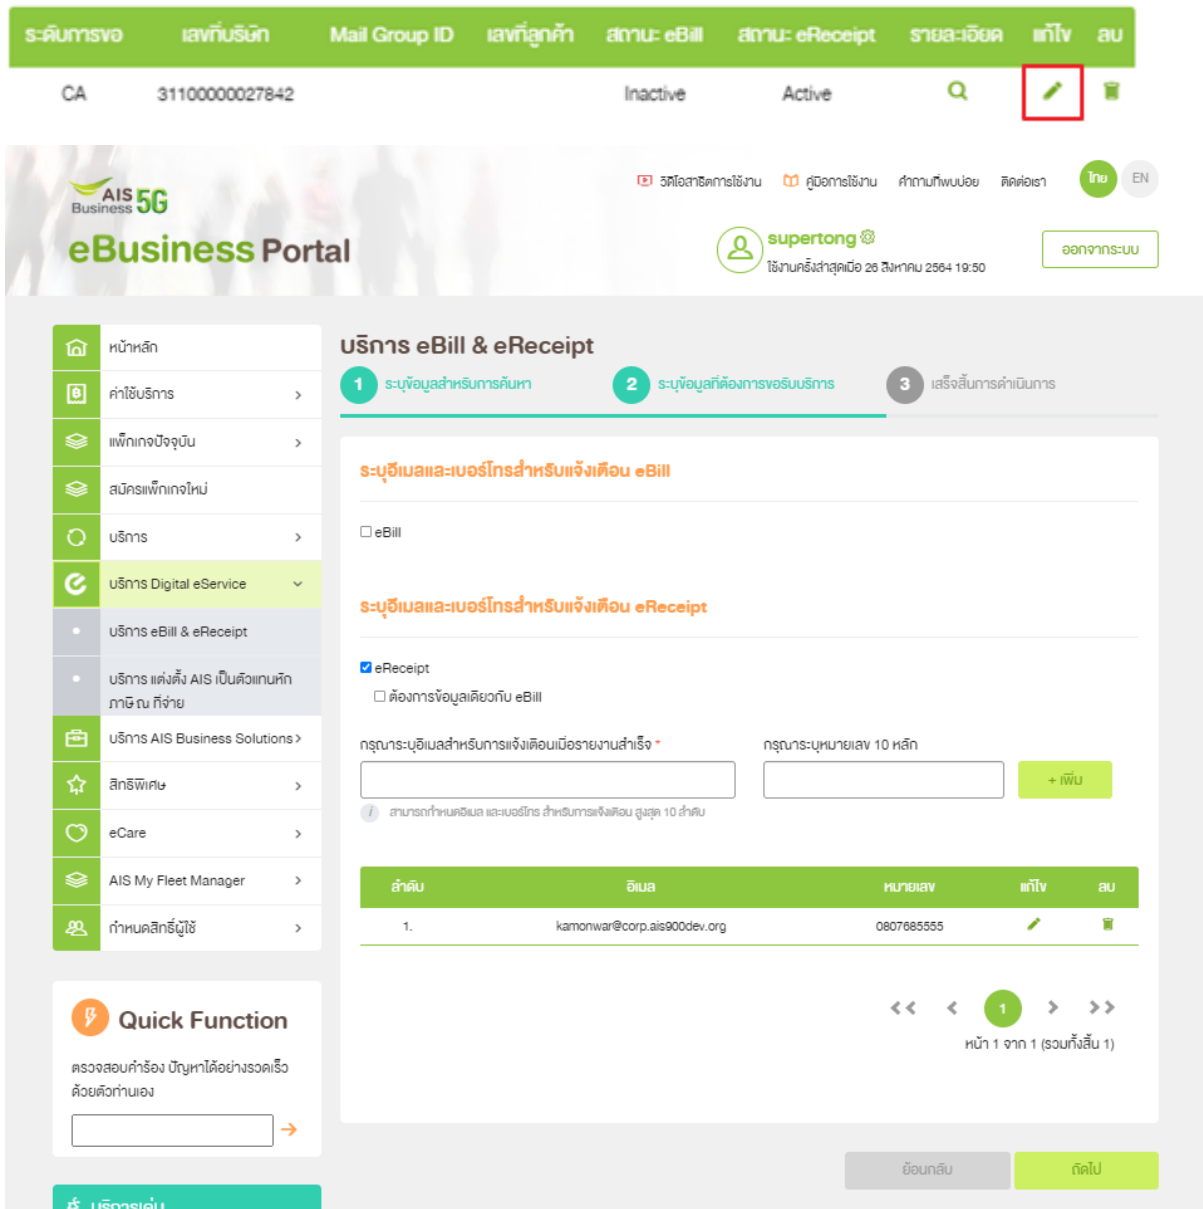 ระดับการขอ เลขที่บริษัท Mail Group ID เลขที่ลูกค้า สถานะ eBill สถานะ eReceipt รายละเอียด แก้ไข ลบ
CA 31100000027842 Inactive Active
วิดีโอสาธิตการใช้งาน คู่มือการใช้งาน คำถามที่พบบ่อย ติดต่อเรา ไทย EN
AIS 5G
Business
eBusiness Portal
supertong
ใช้งานครั้งล่าสุดเมื่อ 26 สิงหาคม 2564 19:50
ออกจากระบบ
หน้าหลัก
ค่าใช้บริการ
แพ็กเกจปัจจุบัน
สมัครแพ็กเกจใหม่
บริการ
บริการ Digital eService
บริการ eBill & eReceipt
บริการ แต่งตั้ง AIS เป็นตัวแทนหัก
ภาษี ณ ที่จ่าย
บริการ AIS Business Solutions
สิทธิพิเศษ
eCare
AIS My Fleet Manager
กำหนดสิทธิ์ผู้ใช้
Quick Function
ตรวจสอบคำร้อง ปัญหาได้อย่างรวดเร็ว
ด้วยตัวท่านเอง
บริการเด่น
บริการ eBill & eReceipt
1 ระบุข้อมูลสำหรับการค้นหา 2 ระบุข้อมูลที่ต้องการขอรับบริการ 3 เสร็จสิ้นการดำเนินการ
ระบุอีเมลและเบอร์โทรสำหรับแจ้งเตือน eBill
eBill
ระบุอีเมลและเบอร์โทรสำหรับแจ้งเตือน eReceipt
eReceipt
ต้องการข้อมูลเดียวกับ eBill
กรุณาระบุอีเมลสำหรับการแจ้งเตือนเมื่อรายงานสำเร็จ * กรุณาระบุหมายเลข 10 หลัก
+ เพิ่ม
i สามารถกำหนดอีเมล และเบอร์โทร สำหรับการแจ้งเตือน สูงสุด 10 ลำดับ
ลำดับ อีเมล หมายเลข แก้ไข ลบ
1. kamonwar@corp.ais900dev.org 0807685555
<< < 1 > >>
หน้า 1 จาก 1 (รวมทั้งสิ้น 1)
ย้อนกลับ ถัดไป